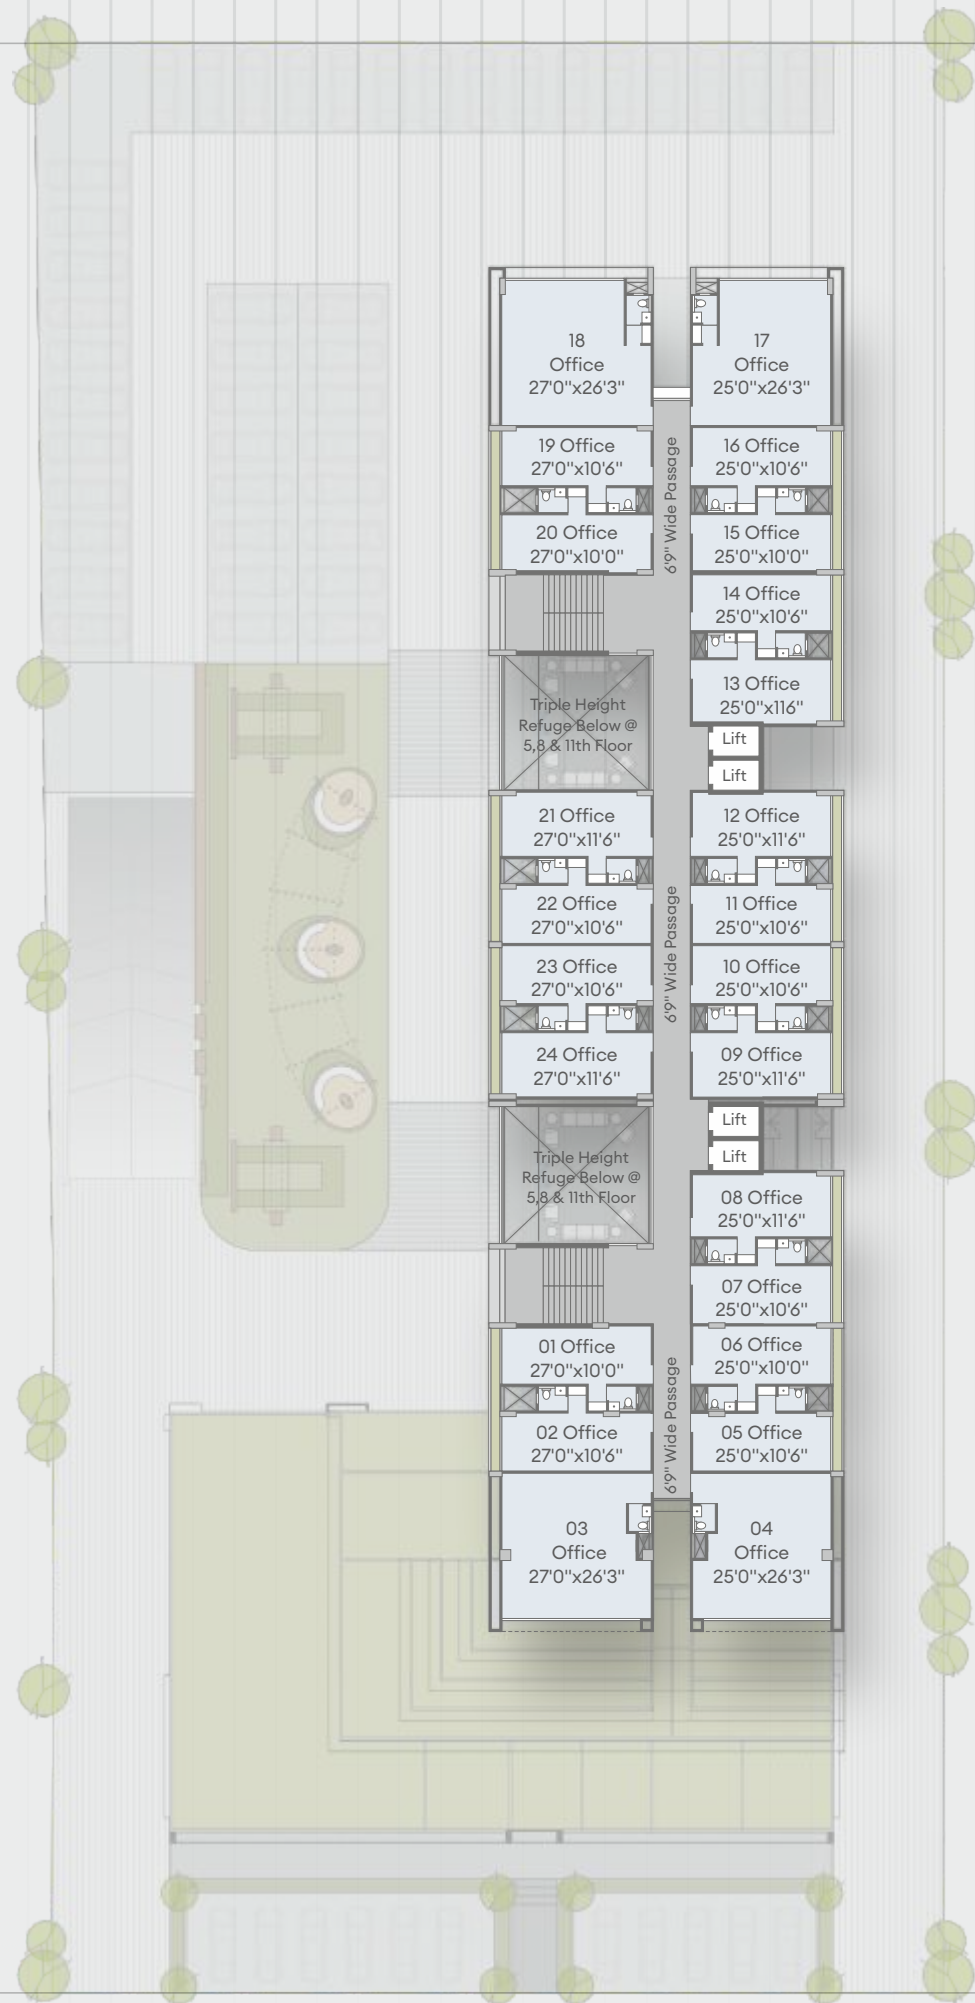 18
Office
27'0"x26'3"
17
Office
25'0"x26'3"
19 Office
27'0"x10'6"
16 Office
25'0"x10'6"
6'9" Wide Passage
20 Office
27'0"x10'0"
15 Office
25'0"x10'0"
14 Office
25'0"x10'6"
13 Office
25'0"x116"
Triple Height
Refuge Below @
5,8 & 11th Floor
Lift
Lift
21 Office
27'0"x11'6"
12 Office
25'0"x11'6"
22 Office
27'0"x10'6"
11 Office
25'0"x10'6"
6'9" Wide Passage
23 Office
27'0"x10'6"
10 Office
25'0"x10'6"
24 Office
27'0"x11'6"
09 Office
25'0"x11'6"
Lift
Lift
Triple Height
Refuge Below @
5,8 & 11th Floor
08 Office
25'0"x11'6"
07 Office
25'0"x10'6"
01 Office
27'0"x10'0"
06 Office
25'0"x10'0"
6'9" Wide Passage
02 Office
27'0"x10'6"
05 Office
25'0"x10'6"
03
Office
27'0"x26'3"
04
Office
25'0"x26'3"